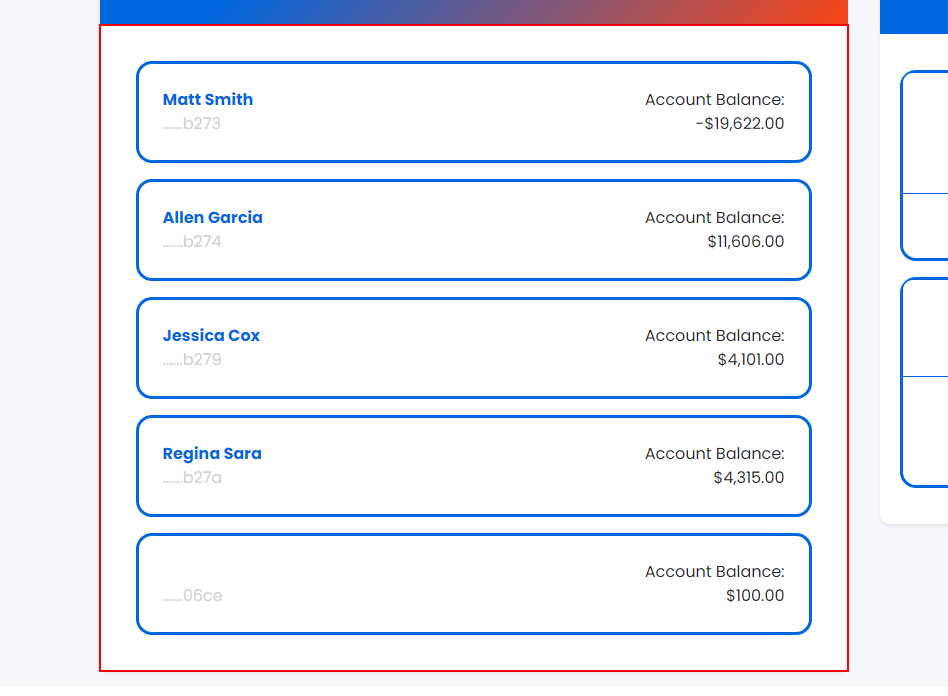 Matt Smith
Account Balance:
......b273
-$19,622.00
Allen Garcia
Account Balance:
......b274
$11,606.00
Jessica Cox
Account Balance:
......b279
$4,101.00
Regina Sara
Account Balance:
......b27a
$4,315.00
Account Balance:
......06ce
$100.00